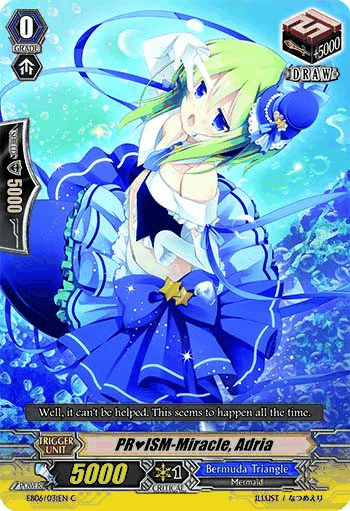 0
GRADE
+5000
DRAW
SHIELD
5000
Well, it can't be helped. This seems to happen all the time.
TRIGGER
UNIT
PR♥ISM-Miracle, Adria
POWER
5000
1
CRITICAL
Bermuda Triangle
Mermaid
EB06/031EN C
ILLUST / なつめえり